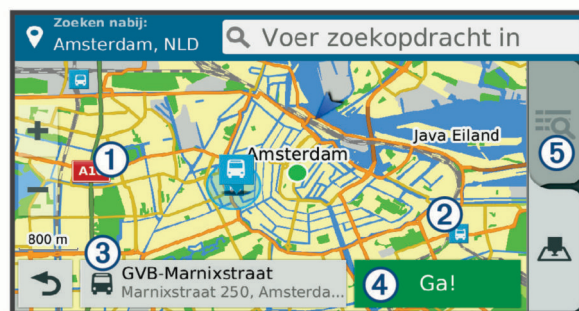 Zoeken nabij:
Amsterdam, NLD
Voer zoekopdracht in
Java Eiland
5
1
A1
Amsterdam
2
800 m
3
GVB-Marnixstraat
Marnixstraat 250, Amsterda...
4
Ga!